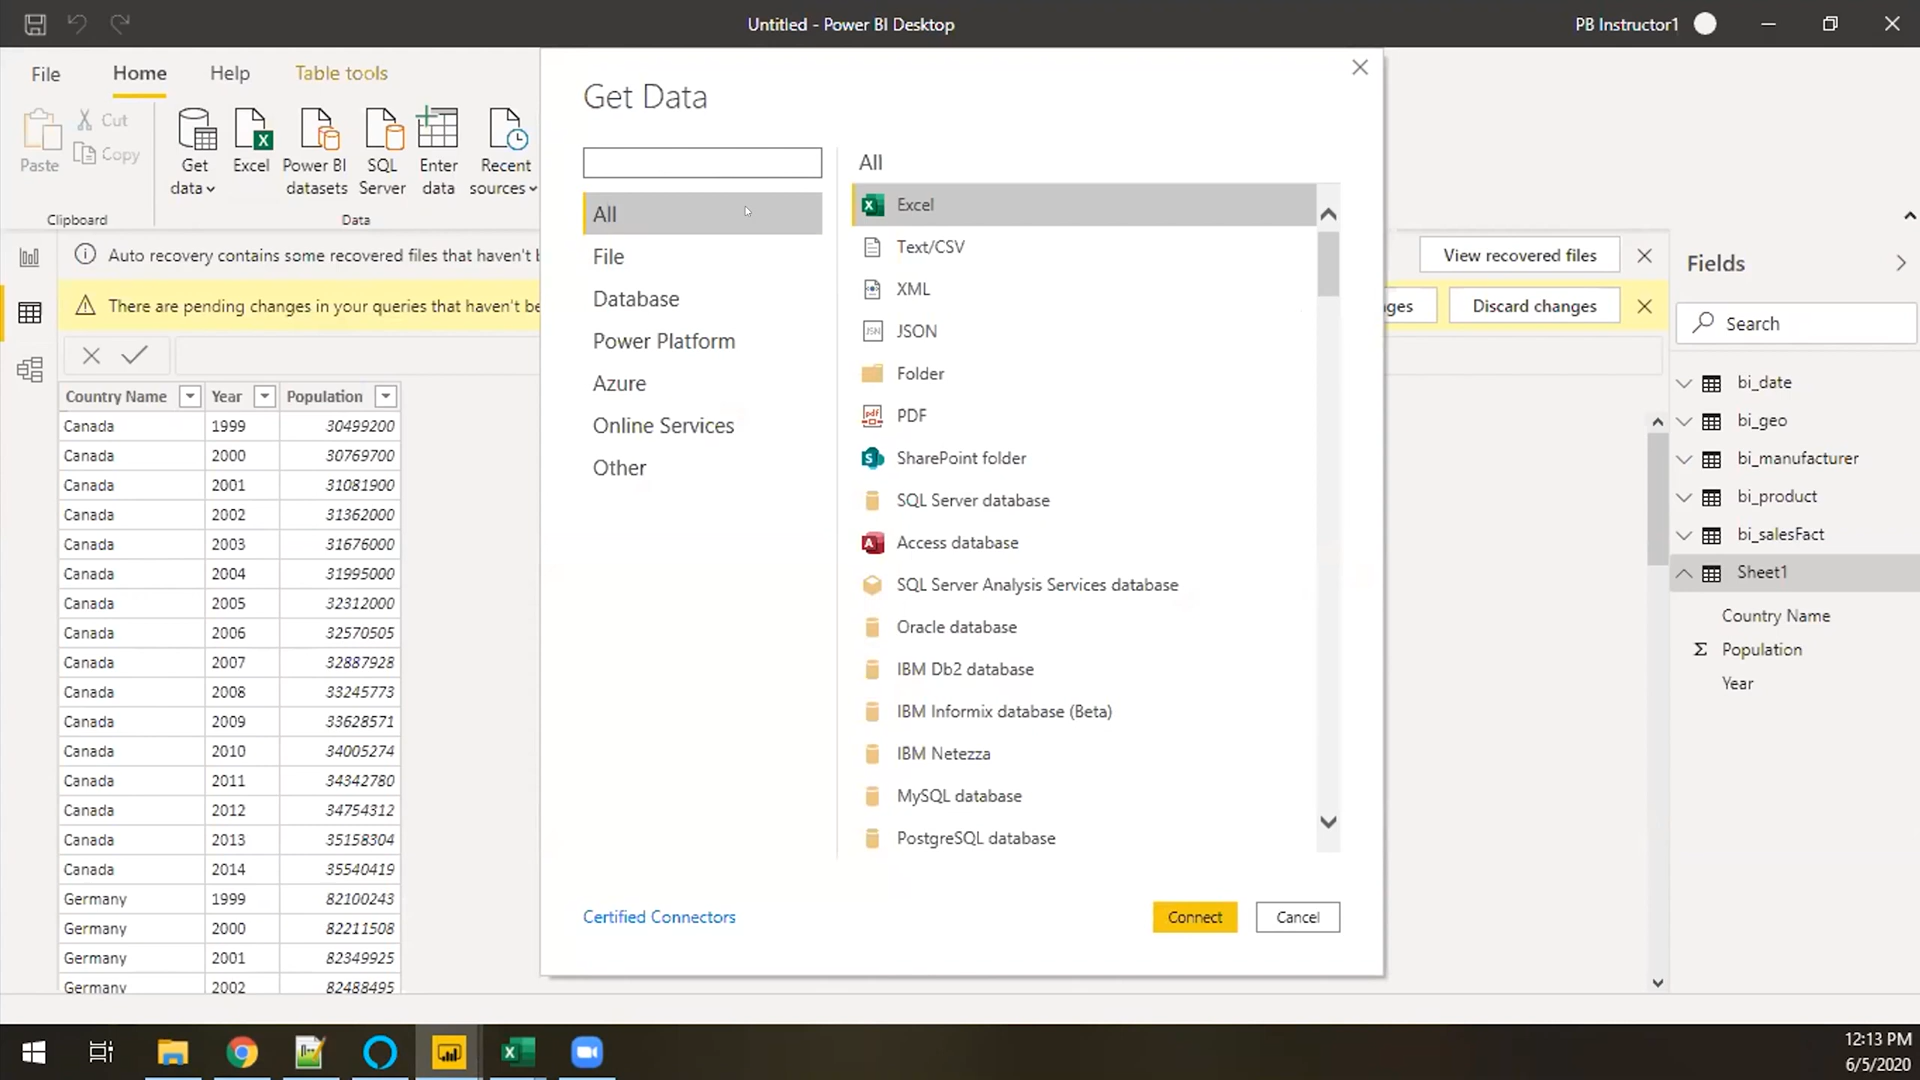 Untitled - Power BI Desktop
PB Instructor1
File
Home
Help
Table tools
Paste
Cut
Copy
Clipboard
Get data
Excel
Power BI datasets
SQL Server
Enter data
Recent sources
Data
Auto recovery contains some recovered files that haven't b
View recovered files
There are pending changes in your queries that haven't be
ges
Discard changes
Country Name Year Population
Canada 1999 30499200
Canada 2000 30769700
Canada 2001 31081900
Canada 2002 31362000
Canada 2003 31676000
Canada 2004 31995000
Canada 2005 32312000
Canada 2006 32570505
Canada 2007 32887928
Canada 2008 33245773
Canada 2009 33628571
Canada 2010 34005274
Canada 2011 34342780
Canada 2012 34754312
Canada 2013 35158304
Canada 2014 35540419
Germany 1999 82100243
Germany 2000 82211508
Germany 2001 82349925
Germany 2002 82488495
Get Data
All
File
Database
Power Platform
Azure
Online Services
Other
All
Excel
Text/CSV
XML
JSON
Folder
PDF
SharePoint folder
SQL Server database
Access database
SQL Server Analysis Services database
Oracle database
IBM Db2 database
IBM Informix database (Beta)
IBM Netezza
MySQL database
PostgreSQL database
Certified Connectors
Connect
Cancel
Fields
Search
bi_date
bi_geo
bi_manufacturer
bi_product
bi_salesFact
Sheet1
Country Name
Σ Population
Year
12:13 PM
6/5/2020